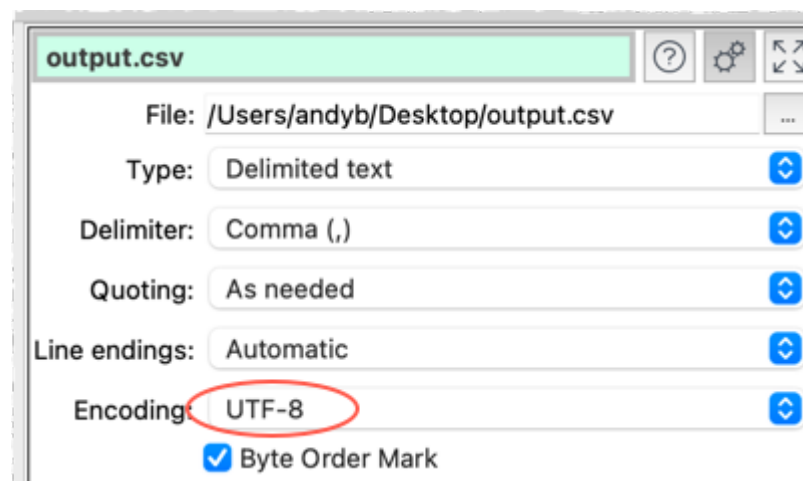 output.csv ?
File: /Users/andyb/Desktop/output.csv ...
Type: Delimited text
Delimiter: Comma (,)
Quoting: As needed
Line endings: Automatic
Encoding: UTF-8
Byte Order Mark